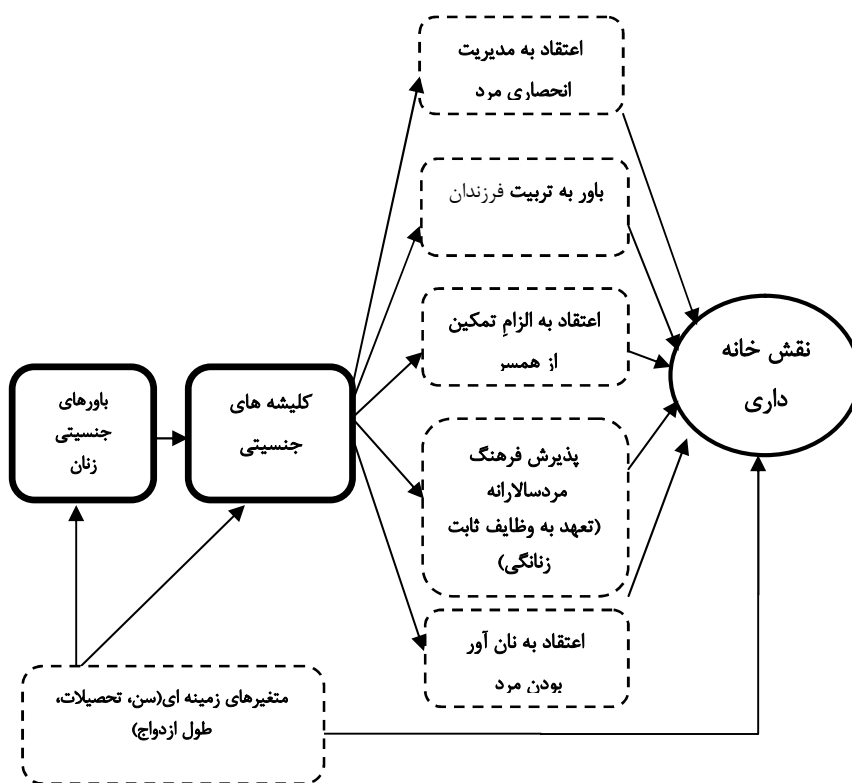 اعتقاد به مدیریت
انحصاری مرد
باور به تربیت فرزندان
اعتقاد به الزامِ تمکین
از همسر
پذیرش فرهنگ
مردسالارانه
(تعهد به وظایف ثابت
زنانگی)
اعتقاد به نان آور
بودن مرد
نقش خانه
داری
کلیشه های
جنسیتی
باورهای
جنسیتی
زنان
متغیرهای زمینه ای(سن، تحصیلات،
طول ازدواج)